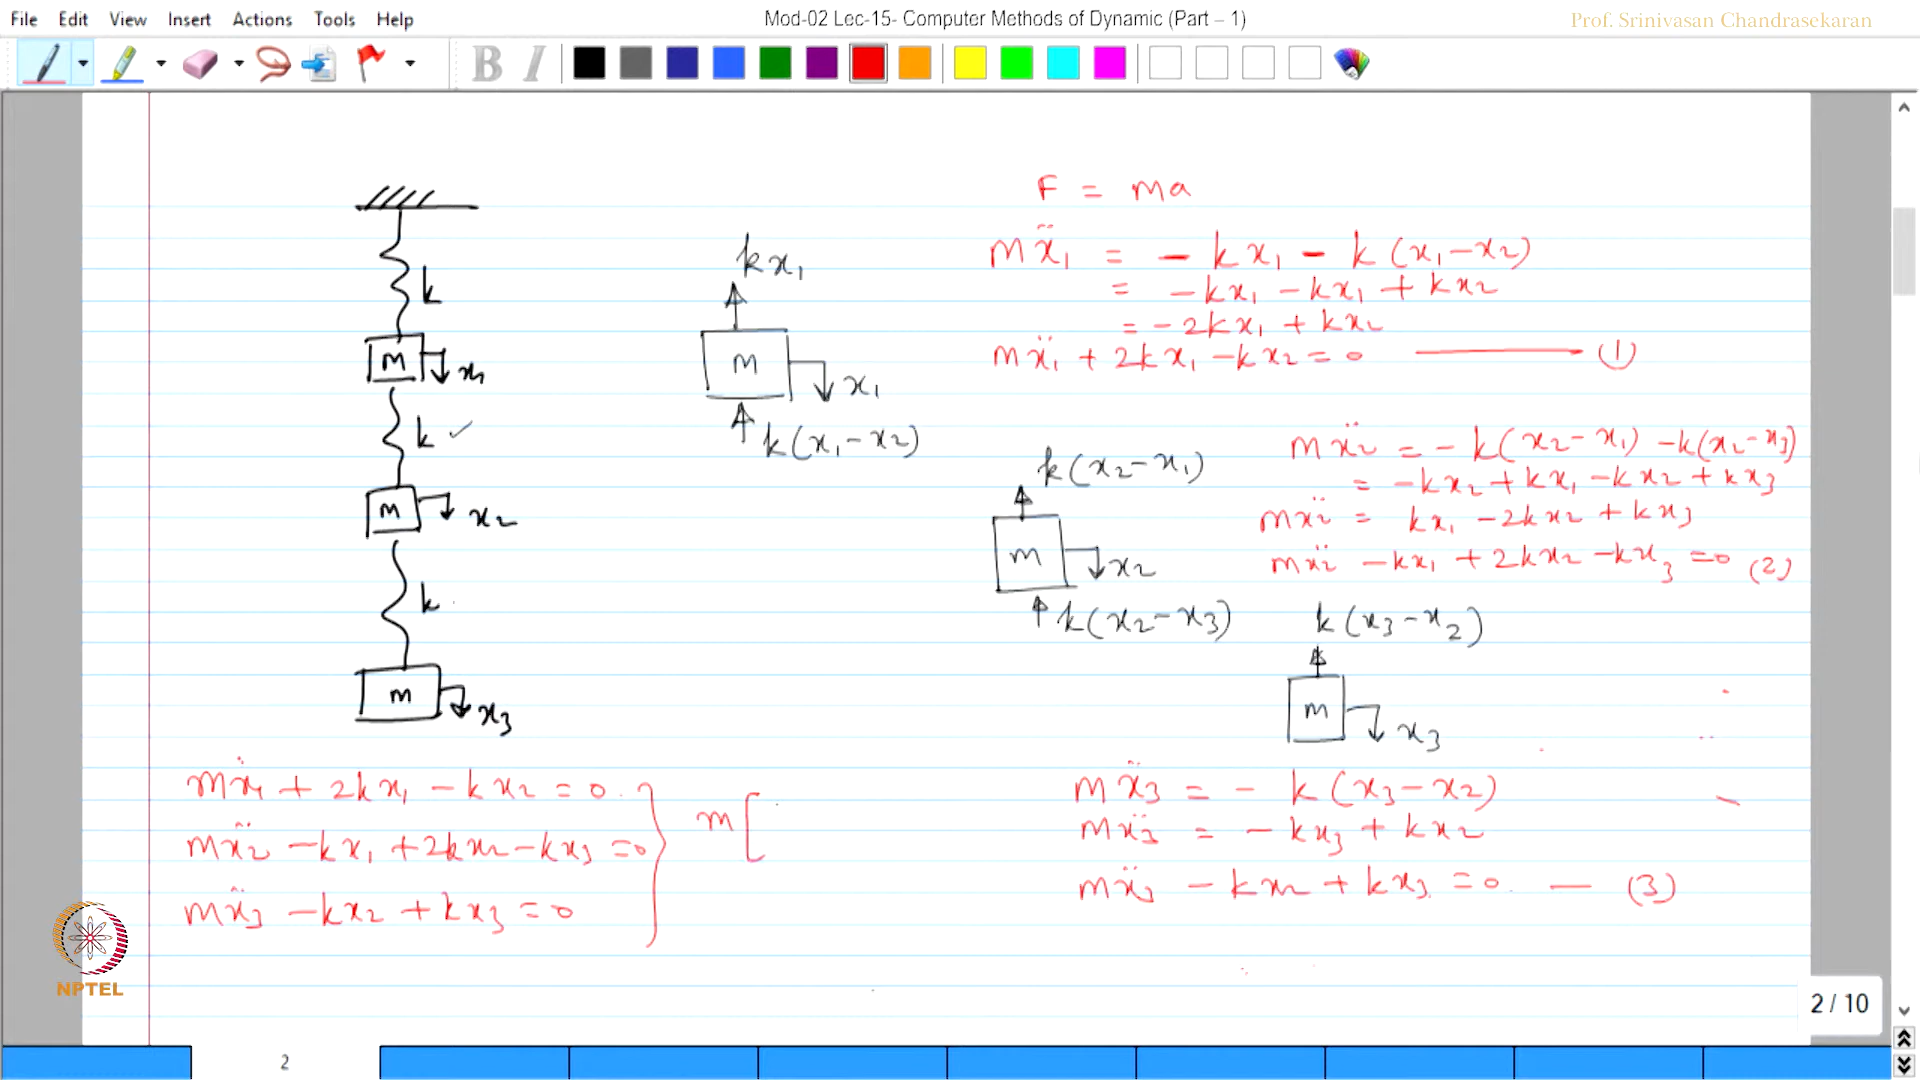 File Edit View Insert Actions Tools Help
Mod-02 Lec-15- Computer Methods of Dynamic (Part – 1)
Prof. Srinivasan Chandrasekaran
B I
k
m x₁
k ✓
m x₂
k
m x₃
kx₁
m x₁
k(x₁-x₂)
F = ma
mẍ₁ = - kx₁ - k(x₁-x₂)
= -kx₁ -kx₁ + kx₂
= -2kx₁ + kx₂
mẍ₁ + 2kx₁ -kx₂ = 0 —— (1)
k(x₂-x₁)
m x₂
k(x₂-x₃)
mẍ₂ = - k(x₂-x₁) -k(x₂-x₃)
= -kx₂ + kx₁ -kx₂ + kx₃
mẍ₂ = kx₁ -2kx₂ + kx₃
mẍ₂ -kx₁ + 2kx₂ -kx₃ = 0 (2)
k(x₃-x₂)
m x₃
mẍ₃ = - k(x₃-x₂)
mẍ₃ = - kx₃ + kx₂
mẍ₃ - kx₂ + kx₃ = 0. — (3)
mẍ₁ + 2kx₁ - kx₂ = 0.
mẍ₂ -kx₁ +2kx₂ -kx₃ = 0
mẍ₃ -kx₂ + kx₃ = 0
} m [
NPTEL
2 / 10
2